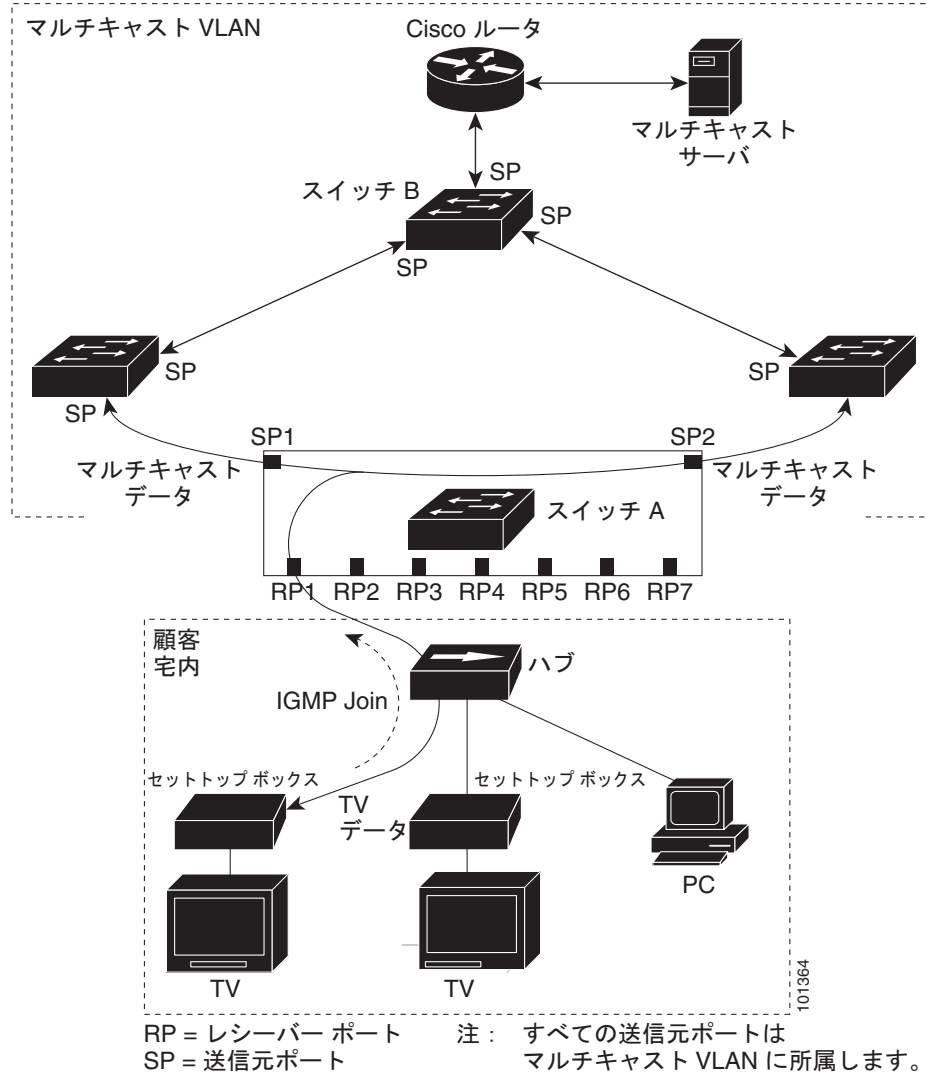 マルチキャスト VLAN
Cisco ルータ
マルチキャスト
サーバ
スイッチ B
SP
SP
SP
SP
SP
SP
SP1
SP2
マルチキャスト
データ
マルチキャスト
データ
スイッチ A
RP1 RP2 RP3 RP4 RP5 RP6 RP7
顧客
宅内
ハブ
IGMP Join
セットトップ ボックス
セットトップ ボックス
TV
データ
PC
TV
TV
101364
RP = レシーバー ポート
SP = 送信元ポート
注 : すべての送信元ポートは
マルチキャスト VLAN に所属します。